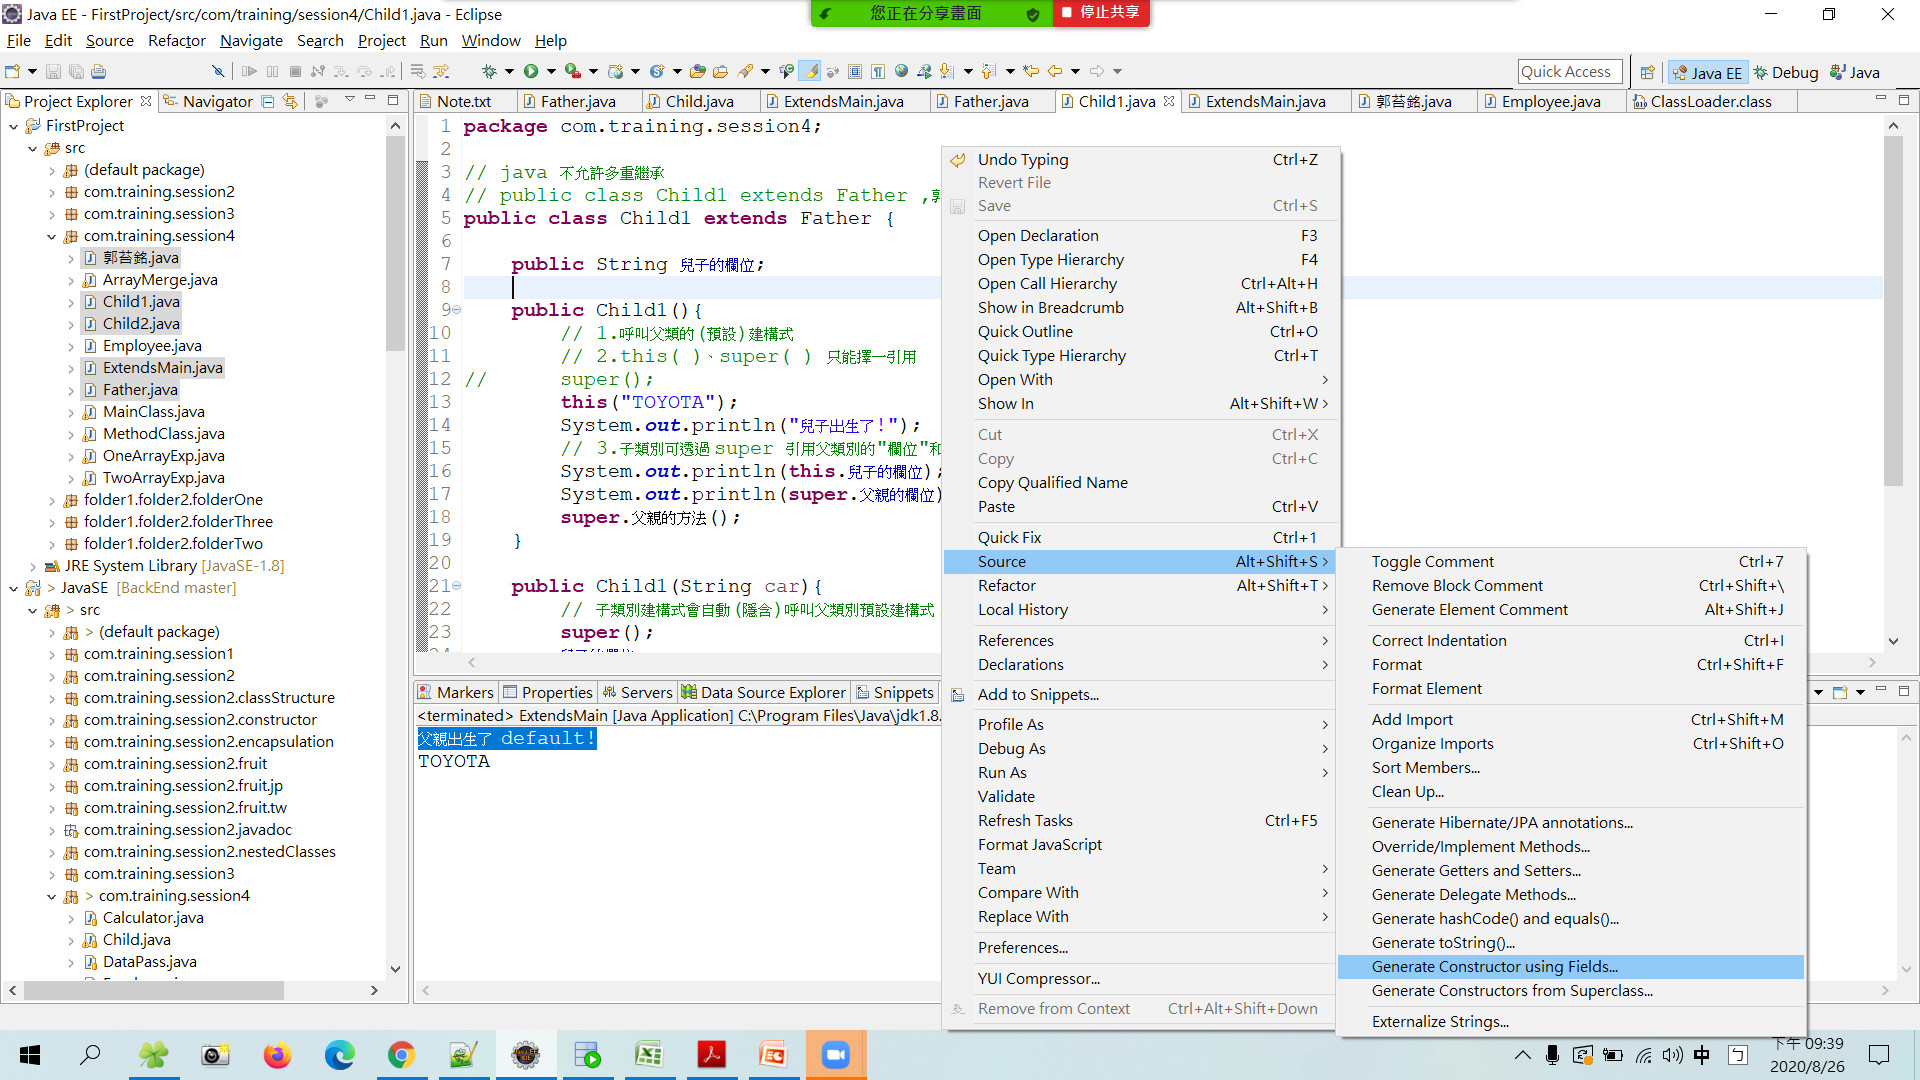 Java EE - FirstProject/src/com/training/session4/Child1.java - Eclipse
您正在分享畫面
停止共享
File Edit Source Refactor Navigate Search Project Run Window Help
Quick Access
Java EE
Debug
Java
Project Explorer
Navigator
FirstProject
src
(default package)
com.training.session2
com.training.session3
com.training.session4
郭苔銘.java
ArrayMerge.java
Child1.java
Child2.java
Employee.java
ExtendsMain.java
Father.java
MainClass.java
MethodClass.java
OneArrayExp.java
TwoArrayExp.java
folder1.folder2.folderOne
folder1.folder2.folderThree
folder1.folder2.folderTwo
JRE System Library [JavaSE-1.8]
> JavaSE [BackEnd master]
> src
> (default package)
com.training.session1
com.training.session2
com.training.session2.classStructure
com.training.session2.constructor
com.training.session2.encapsulation
com.training.session2.fruit
com.training.session2.fruit.jp
com.training.session2.fruit.tw
com.training.session2.javadoc
com.training.session2.nestedClasses
com.training.session3
> com.training.session4
Calculator.java
Child.java
DataPass.java
Note.txt
Father.java
Child.java
ExtendsMain.java
Father.java
Child1.java
ExtendsMain.java
郭苔銘.java
Employee.java
ClassLoader.class
1 package com.training.session4;
2
3 // java 不允許多重繼承
4 // public class Child1 extends Father ,
5 public class Child1 extends Father {
6
7 public String 兒子的欄位;
8
9 public Child1(){
10 // 1.呼叫父類的(預設)建構式
11 // 2.this( )、super( ) 只能擇一引用
12 // super();
13 this("TOYOTA");
14 System.out.println("兒子出生了!");
15 // 3.子類別可透過 super 引用父類別的"欄位"和
16 System.out.println(this.兒子的欄位);
17 System.out.println(super.父親的欄位)
18 super.父親的方法();
19 }
20
21 public Child1(String car){
22 // 子類別建構式會自動(隱含)呼叫父類別預設建構式
23 super();
Markers
Properties
Servers
Data Source Explorer
Snippets
<terminated> ExtendsMain [Java Application] C:\Program Files\Java\jdk1.8.
父親出生了 default!
TOYOTA
Undo Typing Ctrl+Z
Revert File
Save Ctrl+S
Open Declaration F3
Open Type Hierarchy F4
Open Call Hierarchy Ctrl+Alt+H
Show in Breadcrumb Alt+Shift+B
Quick Outline Ctrl+O
Quick Type Hierarchy Ctrl+T
Open With
Show In Alt+Shift+W
Cut Ctrl+X
Copy Ctrl+C
Copy Qualified Name
Paste Ctrl+V
Quick Fix Ctrl+1
Source Alt+Shift+S
Refactor Alt+Shift+T
Local History
References
Declarations
Add to Snippets...
Profile As
Debug As
Run As
Validate
Refresh Tasks Ctrl+F5
Format JavaScript
Team
Compare With
Replace With
Preferences...
YUI Compressor...
Remove from Context Ctrl+Alt+Shift+Down
Toggle Comment Ctrl+7
Remove Block Comment Ctrl+Shift+\
Generate Element Comment Alt+Shift+J
Correct Indentation Ctrl+I
Format Ctrl+Shift+F
Format Element
Add Import Ctrl+Shift+M
Organize Imports Ctrl+Shift+O
Sort Members...
Clean Up...
Generate Hibernate/JPA annotations...
Override/Implement Methods...
Generate Getters and Setters...
Generate Delegate Methods...
Generate hashCode() and equals()...
Generate toString()...
Generate Constructor using Fields...
Generate Constructors from Superclass...
Externalize Strings...
中
下午 09:39
2020/8/26